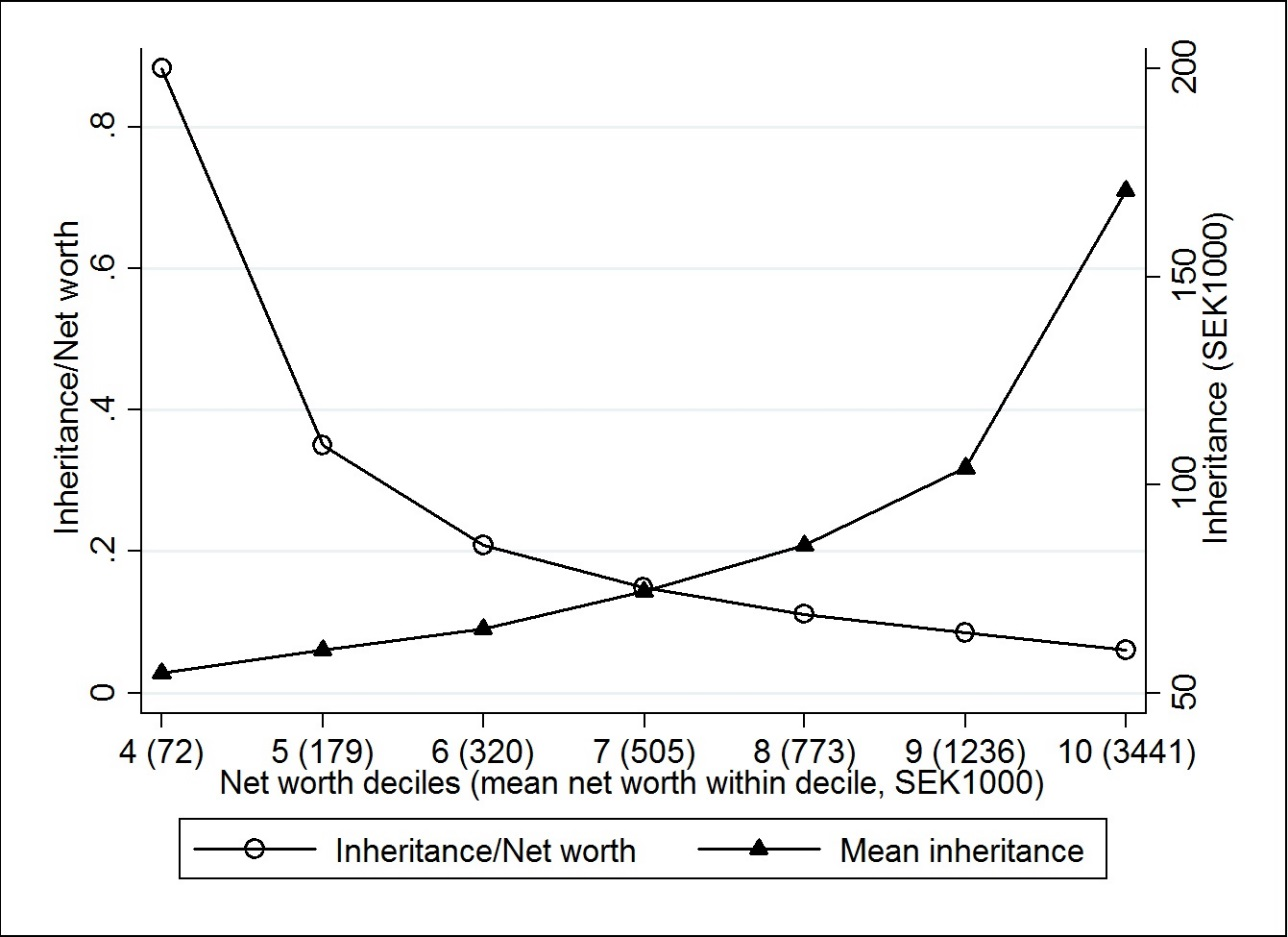 Inheritance/Net worth
.8
.6
.4
.2
0
200
150
100
50
Inheritance (SEK1000)
4 (72) 5 (179) 6 (320) 7 (505) 8 (773) 9 (1236) 10 (3441)
Net worth deciles (mean net worth within decile, SEK1000)
Inheritance/Net worth Mean inheritance